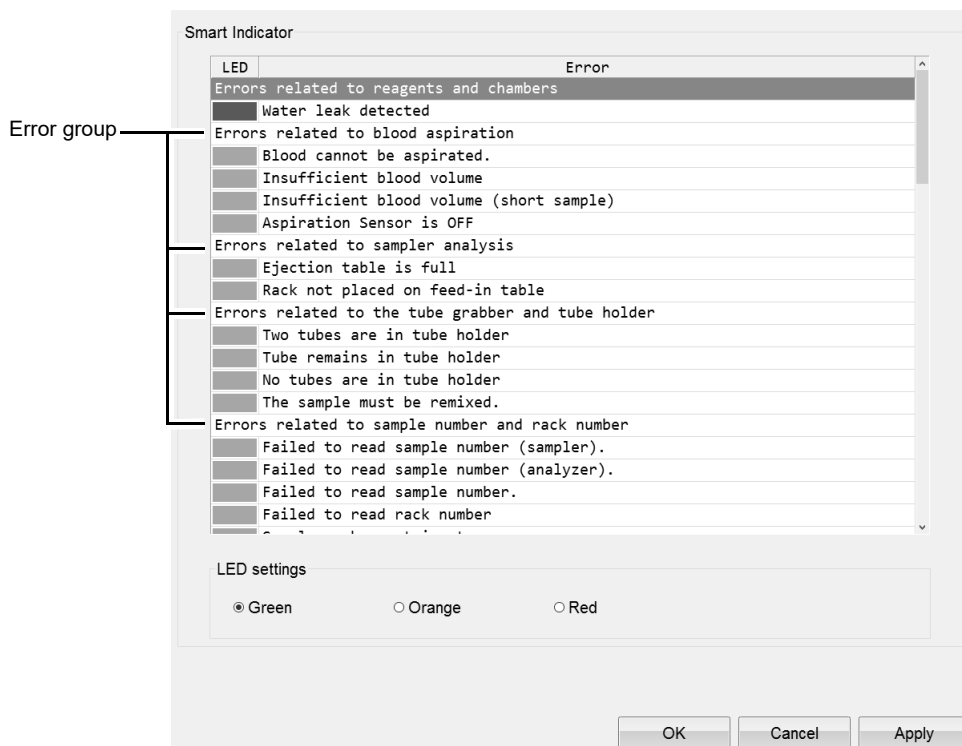 Smart Indicator
LED Error
Errors related to reagents and chambers
Water leak detected
Error group
Errors related to blood aspiration
Blood cannot be aspirated.
Insufficient blood volume
Insufficient blood volume (short sample)
Aspiration Sensor is OFF
Errors related to sampler analysis
Ejection table is full
Rack not placed on feed-in table
Errors related to the tube grabber and tube holder
Two tubes are in tube holder
Tube remains in tube holder
No tubes are in tube holder
The sample must be remixed.
Errors related to sample number and rack number
Failed to read sample number (sampler).
Failed to read sample number (analyzer).
Failed to read sample number.
Failed to read rack number
LED settings
Green Orange Red
OK Cancel Apply